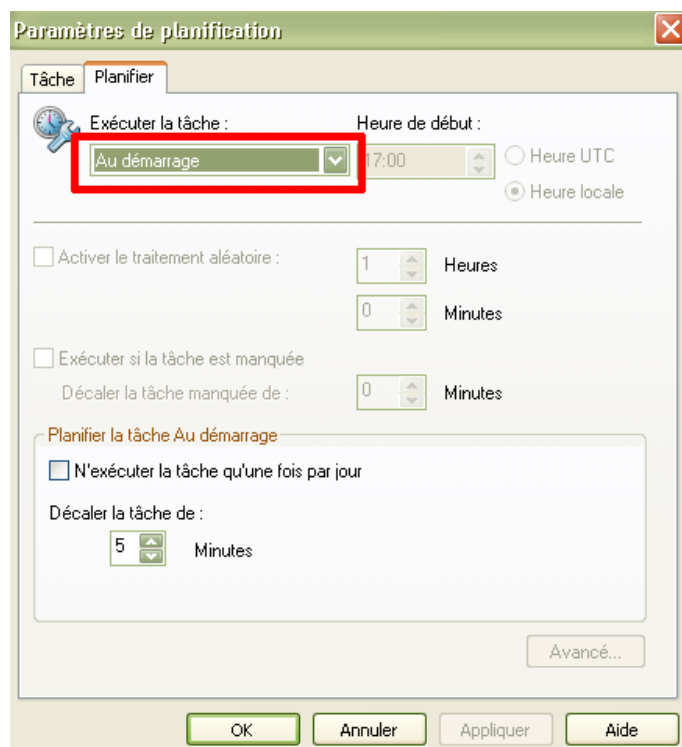 Paramètres de planification
Tâche Planifier
Exécuter la tâche : Heure de début :
Au démarrage 17:00 Heure UTC
Heure locale
Activer le traitement aléatoire : 1 Heures
0 Minutes
Exécuter si la tâche est manquée
Décaler la tâche manquée de : 0 Minutes
Planifier la tâche Au démarrage
N'exécuter la tâche qu'une fois par jour
Décaler la tâche de :
5 Minutes
Avancé...
OK Annuler Appliquer Aide